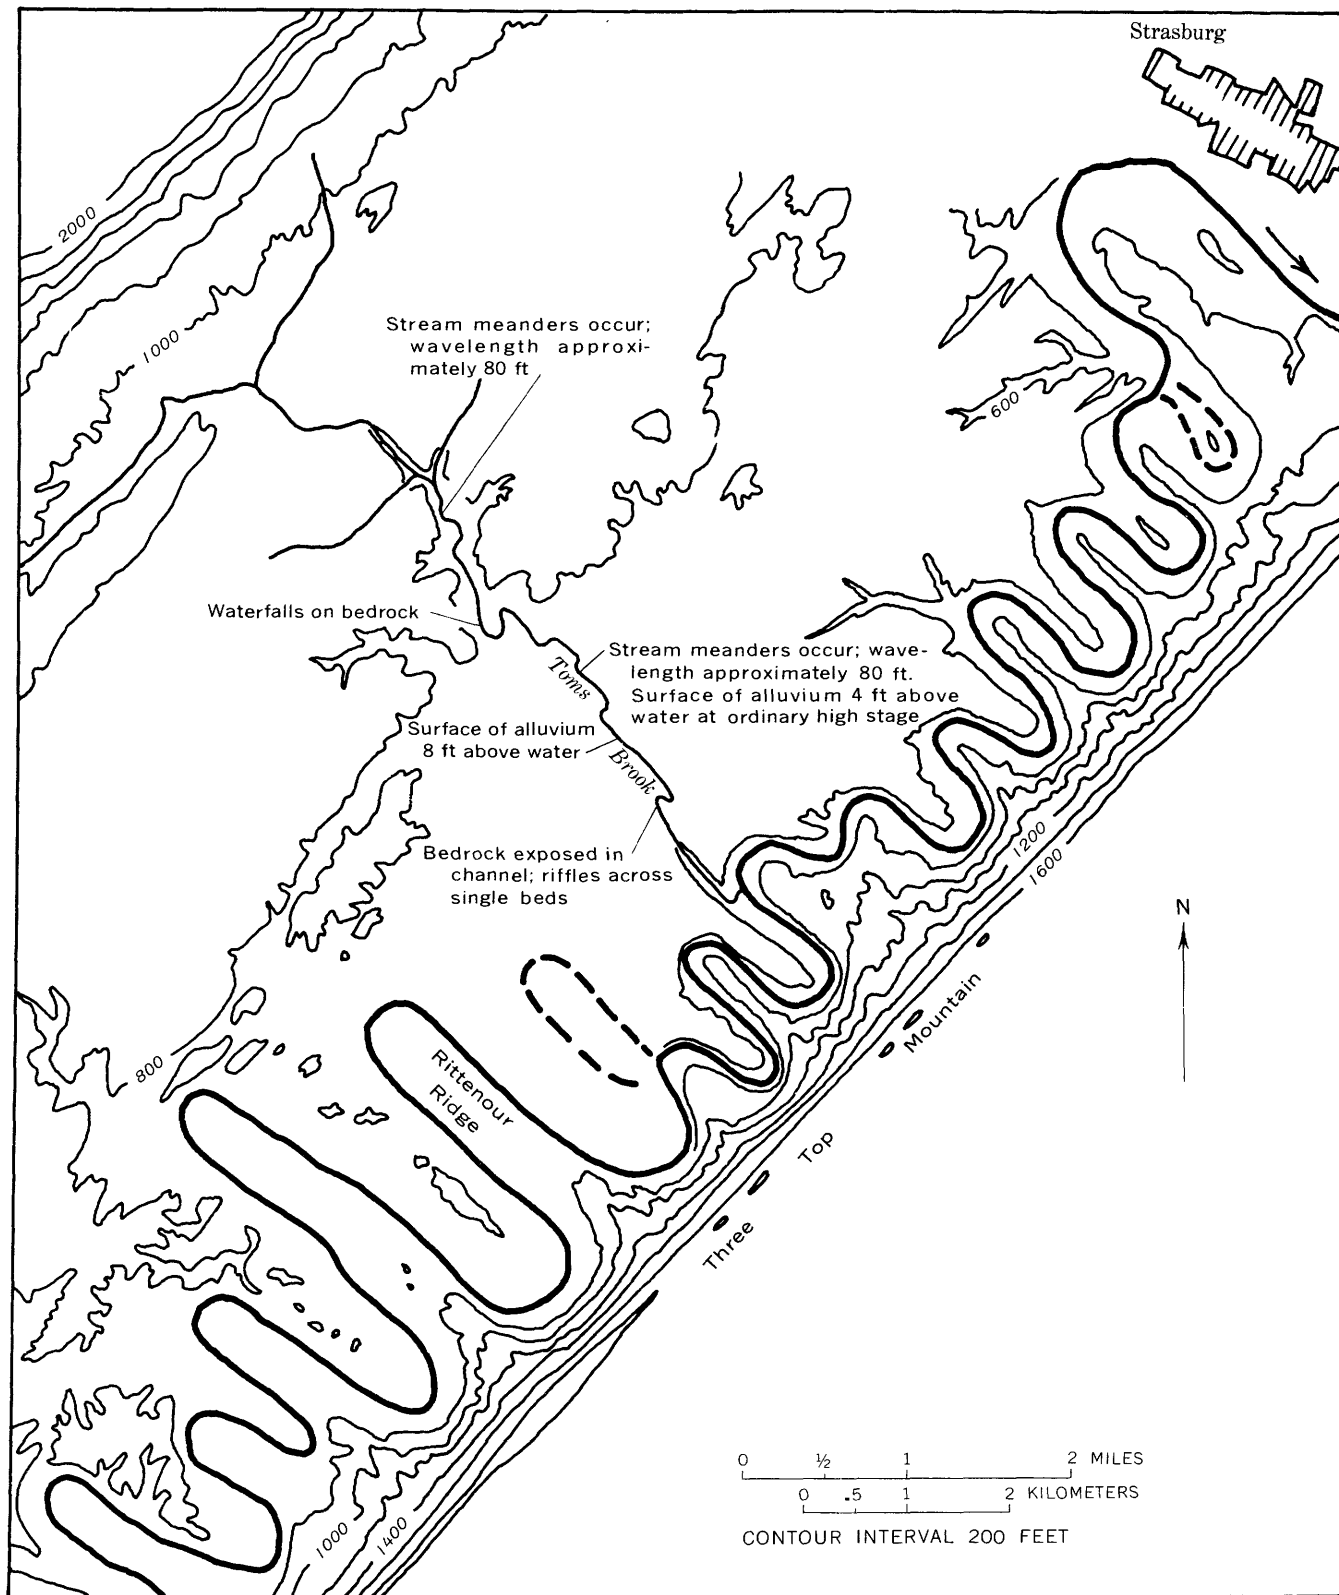 Strasburg
2000
1000
Stream meanders occur;
wavelength approxi-
mately 80 ft
600
Waterfalls on bedrock
Stream meanders occur; wave-
length approximately 80 ft.
Surface of alluvium 4 ft above
water at ordinary high stage
Toms
Surface of alluvium
8 ft above water
Brook
Bedrock exposed in
channel; riffles across
single beds
1200
1600
N
Mountain
Rittenour
Ridge
800
Top
Three
0 ½ 1 2 MILES
0 .5 1 2 KILOMETERS
CONTOUR INTERVAL 200 FEET
1000
1400